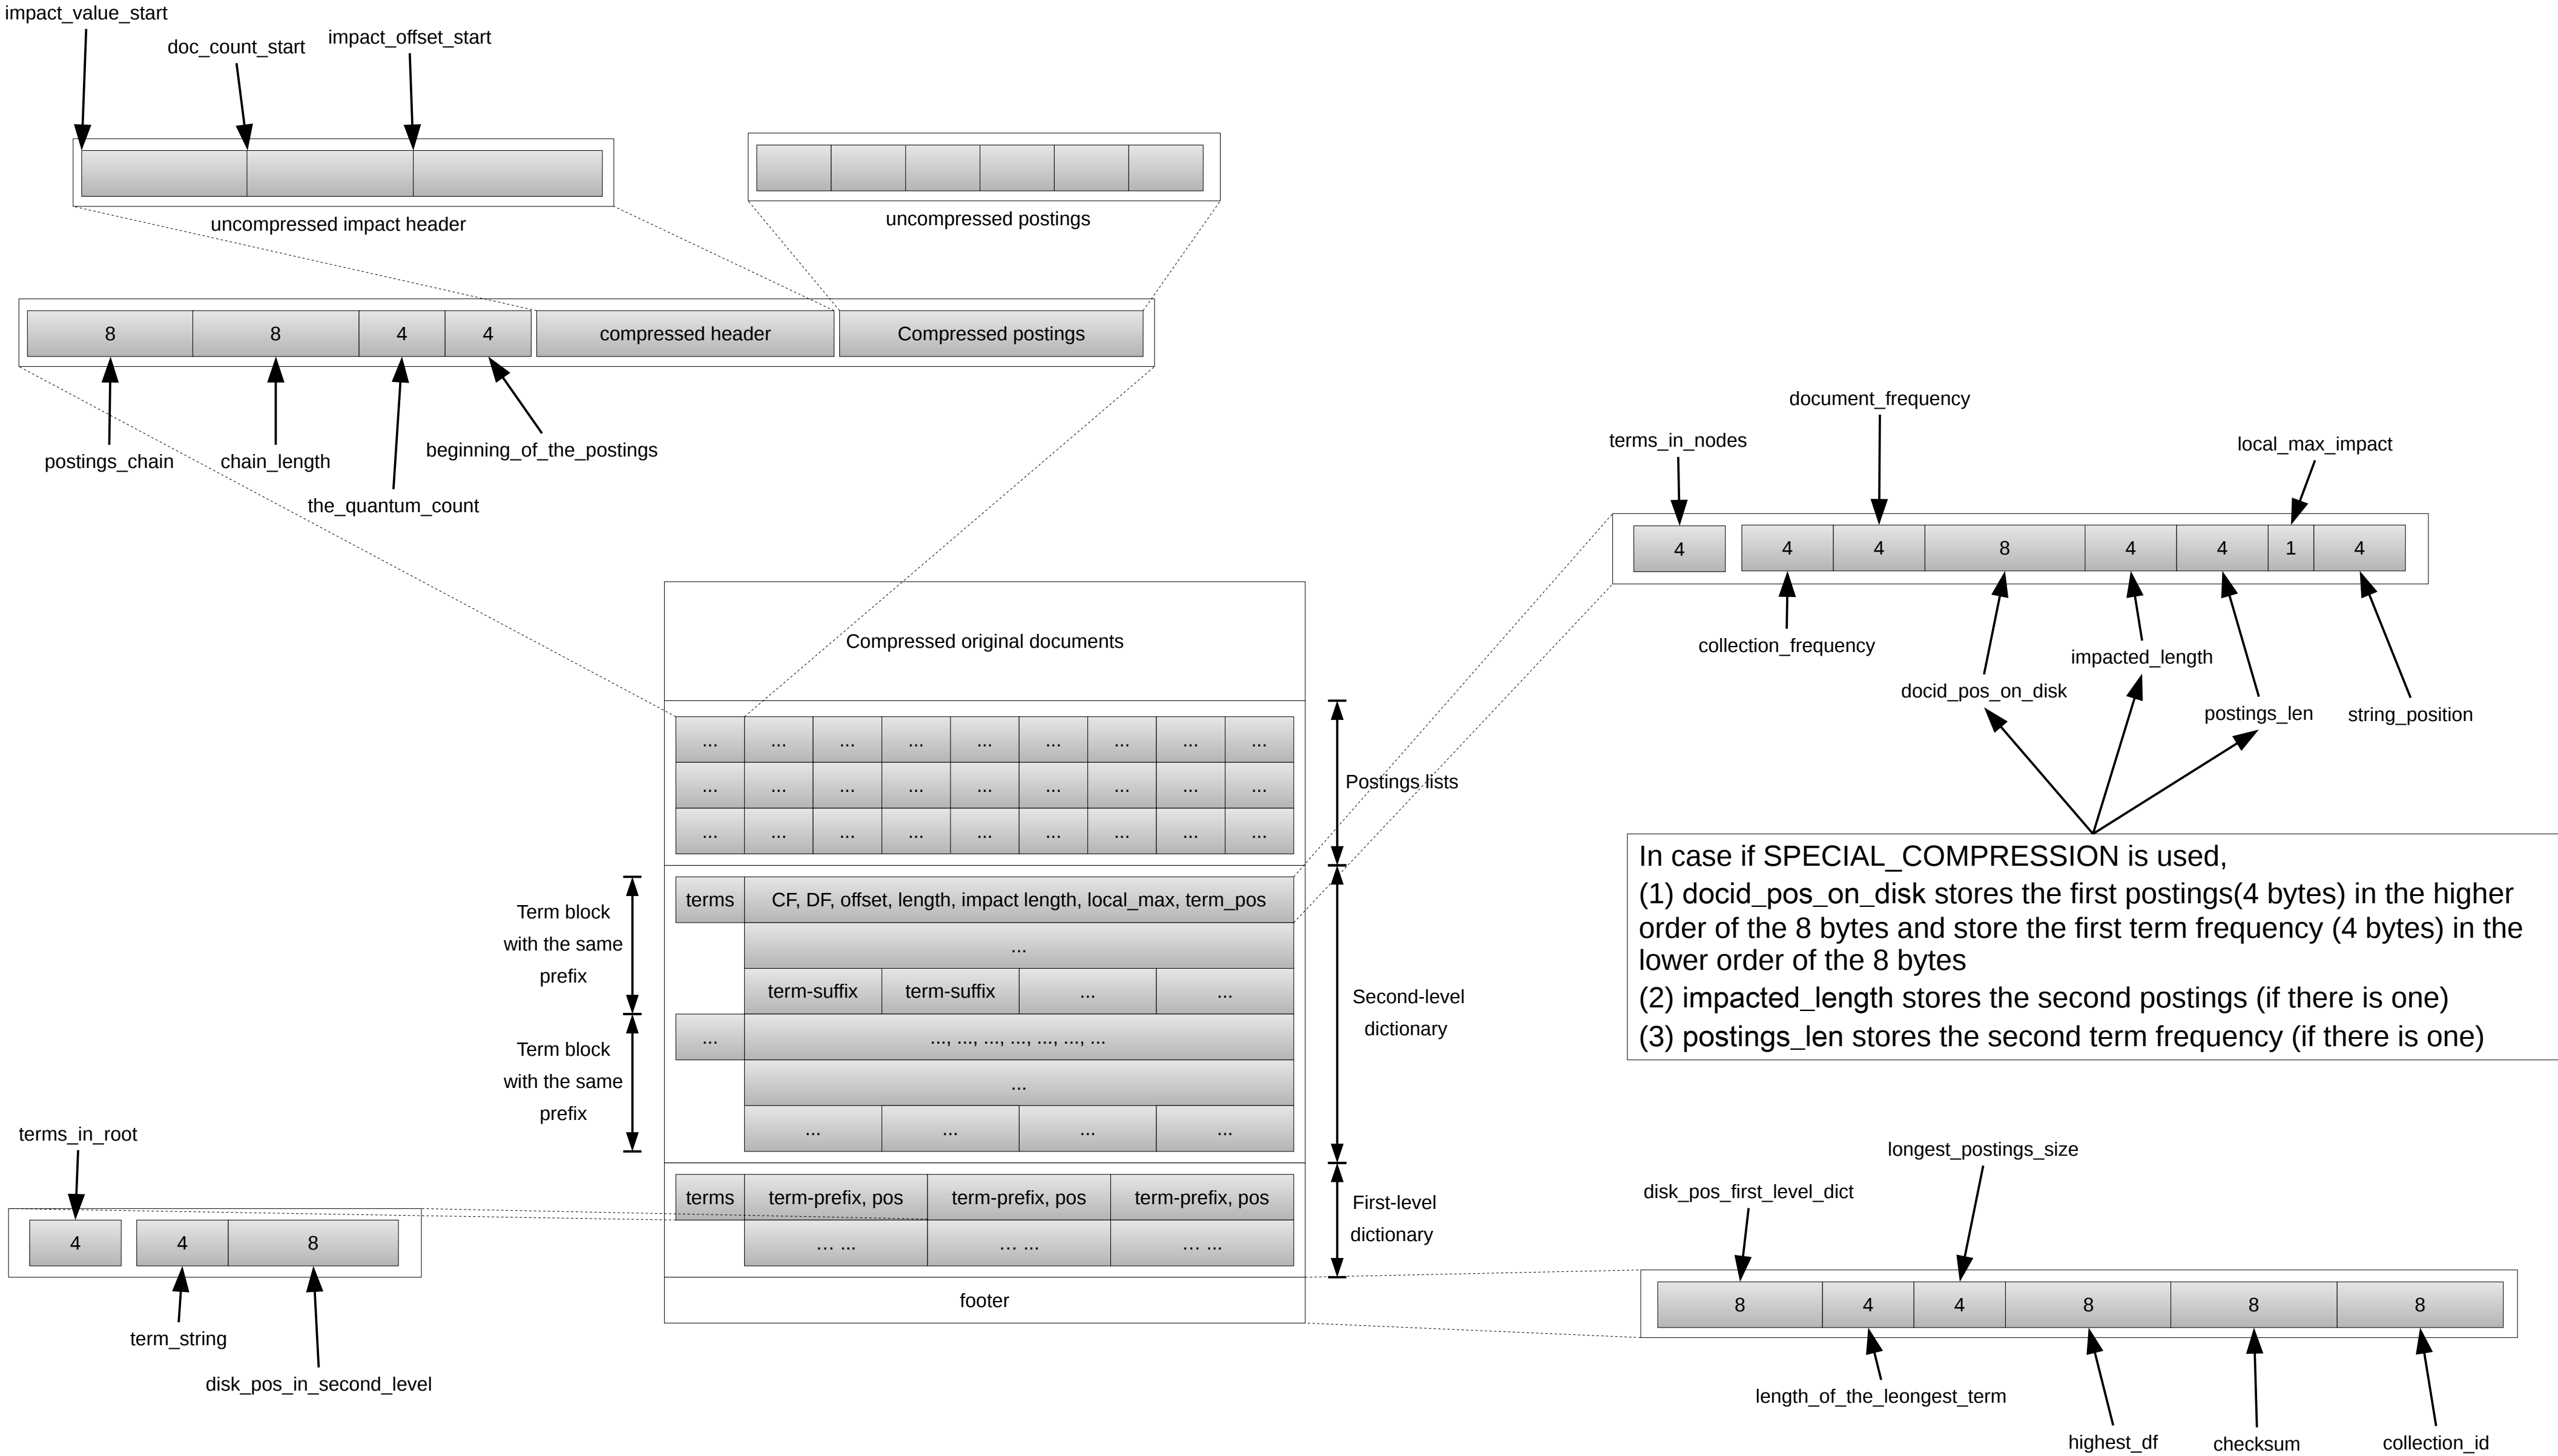 impact_value_start
doc_count_start
impact_offset_start
uncompressed impact header
uncompressed postings
8 8 4 4 compressed header Compressed postings
postings_chain
chain_length
the_quantum_count
beginning_of_the_postings
document_frequency
terms_in_nodes
local_max_impact
4 4 4 8 4 4 1 4
collection_frequency
docid_pos_on_disk
impacted_length
postings_len
string_position
Compressed original documents
... ... ... ... ... ... ... ... ...
... ... ... ... ... ... ... ... ...
... ... ... ... ... ... ... ... ...
Postings lists
In case if SPECIAL_COMPRESSION is used,
(1) docid_pos_on_disk stores the first postings(4 bytes) in the higher
order of the 8 bytes and store the first term frequency (4 bytes) in the
lower order of the 8 bytes
(2) impacted_length stores the second postings (if there is one)
(3) postings_len stores the second term frequency (if there is one)
Term block
with the same
prefix
terms CF, DF, offset, length, impact length, local_max, term_pos
...
term-suffix term-suffix ... ...
Second-level
dictionary
Term block
with the same
prefix
... ..., ..., ..., ..., ..., ..., ...
...
... ... ... ...
terms term-prefix, pos term-prefix, pos term-prefix, pos
... ... ... ... ... ...
First-level
dictionary
footer
terms_in_root
4 4 8
term_string
disk_pos_in_second_level
longest_postings_size
disk_pos_first_level_dict
8 4 4 8 8 8
length_of_the_leongest_term
highest_df
checksum
collection_id